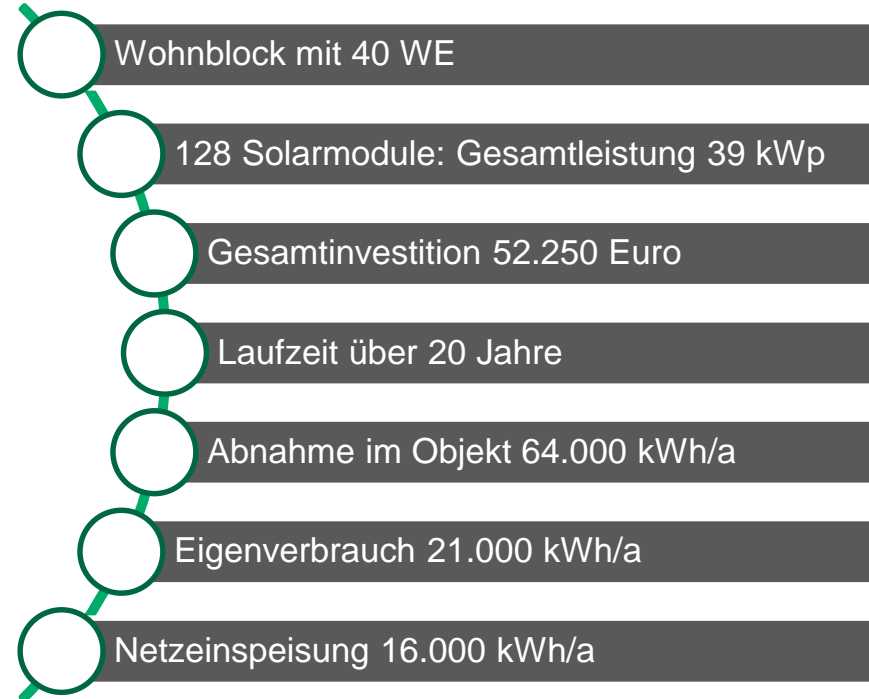 Wohnblock mit 40 WE
128 Solarmodule: Gesamtleistung 39 kWp
Gesamtinvestition 52.250 Euro
Laufzeit über 20 Jahre
Abnahme im Objekt 64.000 kWh/a
Eigenverbrauch 21.000 kWh/a
Netzeinspeisung 16.000 kWh/a